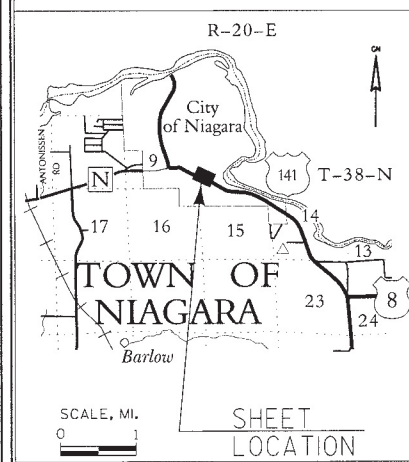 R-20-E
City
of Niagara
ANTONISSEN
RD
N
9
141
T-38-N
14
17
16
15
13
TOWN OF
NIAGARA
23
8
24
Barlow
SCALE, MI.
0 1
SHEET
LOCATION